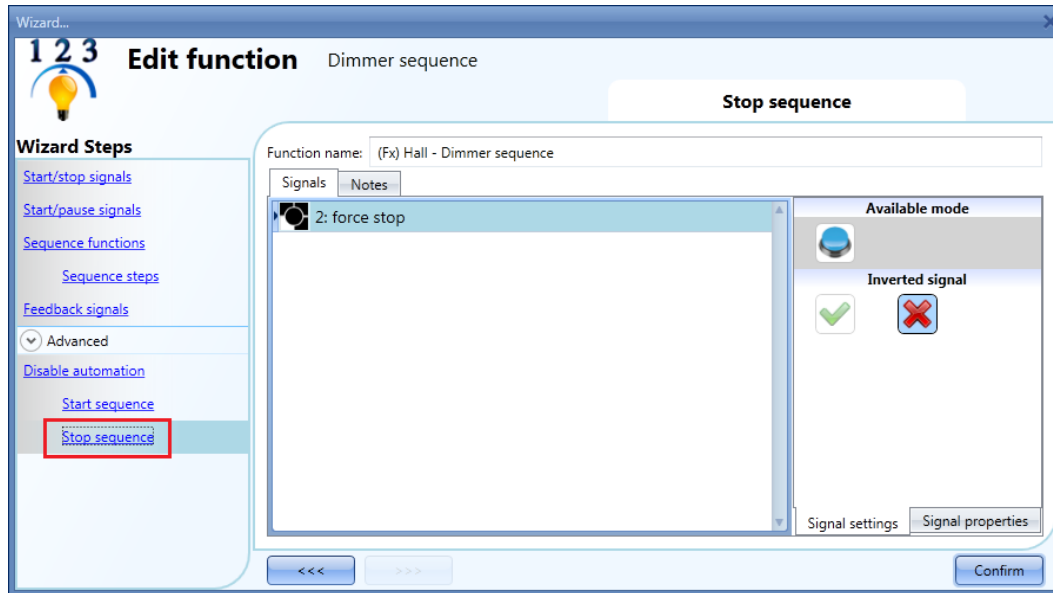 Wizard...
1 2 3
Edit function Dimmer sequence
Stop sequence
Wizard Steps
Start/stop signals
Start/pause signals
Sequence functions
Sequence steps
Feedback signals
Advanced
Disable automation
Start sequence
Stop sequence
Function name: (Fx) Hall - Dimmer sequence
Signals Notes
2: force stop
Available mode
Inverted signal
Signal settings Signal properties
<<< >>> Confirm